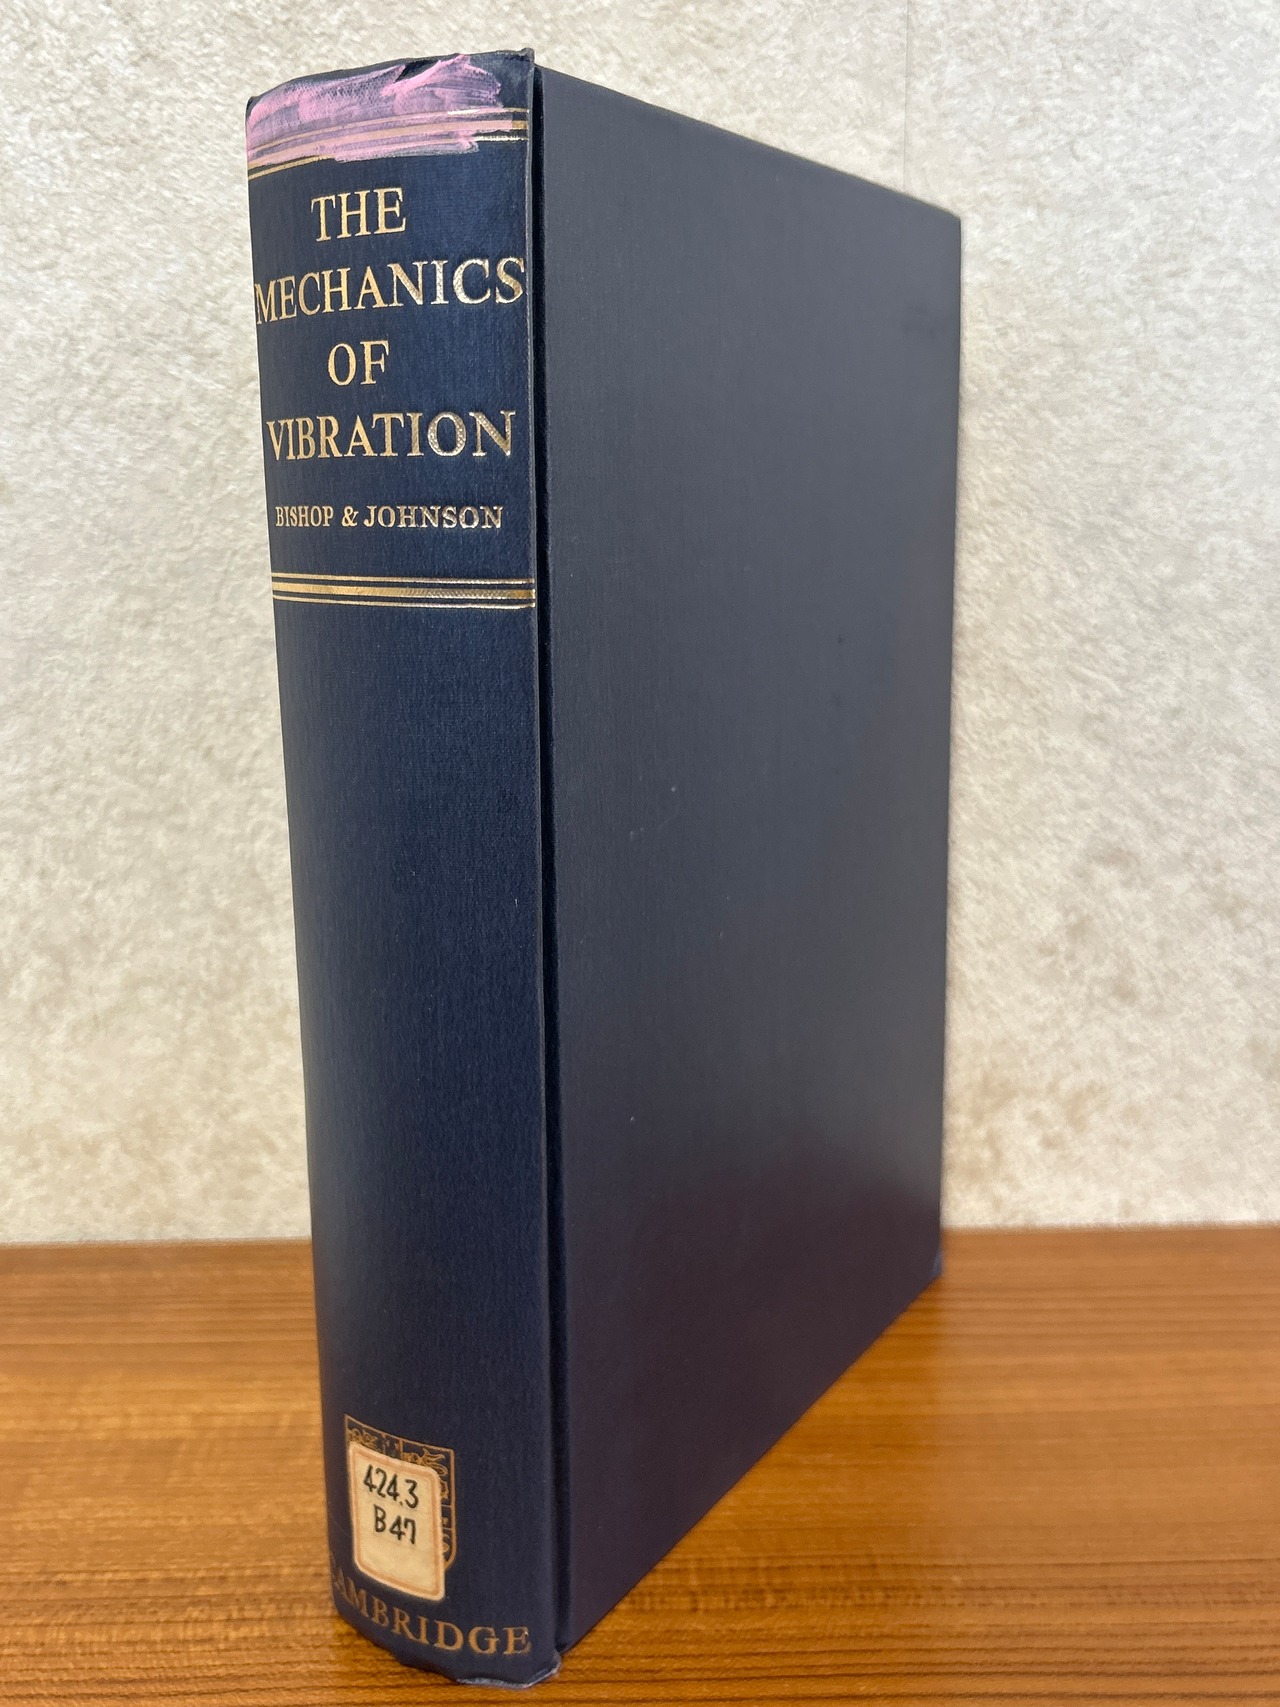 THE
MECHANICS
OF
VIBRATION
BISHOP & JOHNSON
424.3
B47
CAMBRIDGE